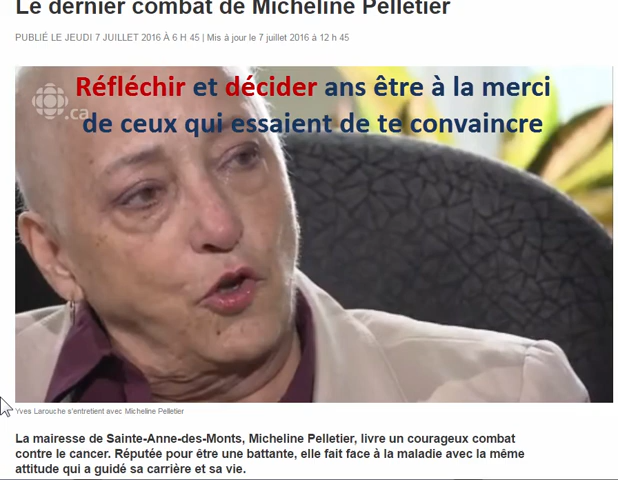 Le dernier combat de Micheline Pelletier
PUBLIÉ LE JEUDI 7 JUILLET 2016 À 6 H 45 | Mis à jour le 7 juillet 2016 à 12 h 45
.ca
Réfléchir et décider ans être à la merci
de ceux qui essaient de te convaincre
Yves Larouche s'entretient avec Micheline Pelletier
La mairesse de Sainte-Anne-des-Monts, Micheline Pelletier, livre un courageux combat
contre le cancer. Réputée pour être une battante, elle fait face à la maladie avec la même
attitude qui a guidé sa carrière et sa vie.